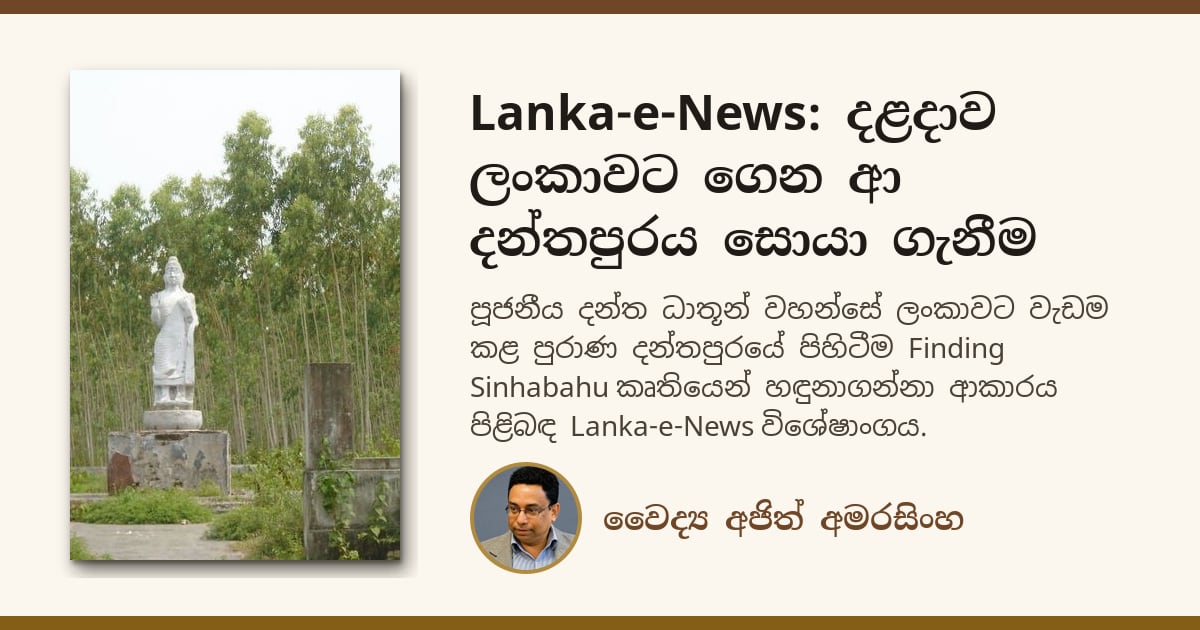 Lanka-e-News: දළදාව
ලංකාවට ගෙන ආ
දන්තපුරය සොයා ගැනීම
පූජනීය දන්ත ධාතූන් වහන්සේ ලංකාවට වැඩම
කළ පුරාණ දන්තපුරයේ පිහිටීම Finding
Sinhabahu කෘතියෙන් හඳුනාගන්නා ආකාරය
පිළිබඳ Lanka-e-News විශේෂාංගය.
වෛද්‍ය අජිත් අමරසිංහ